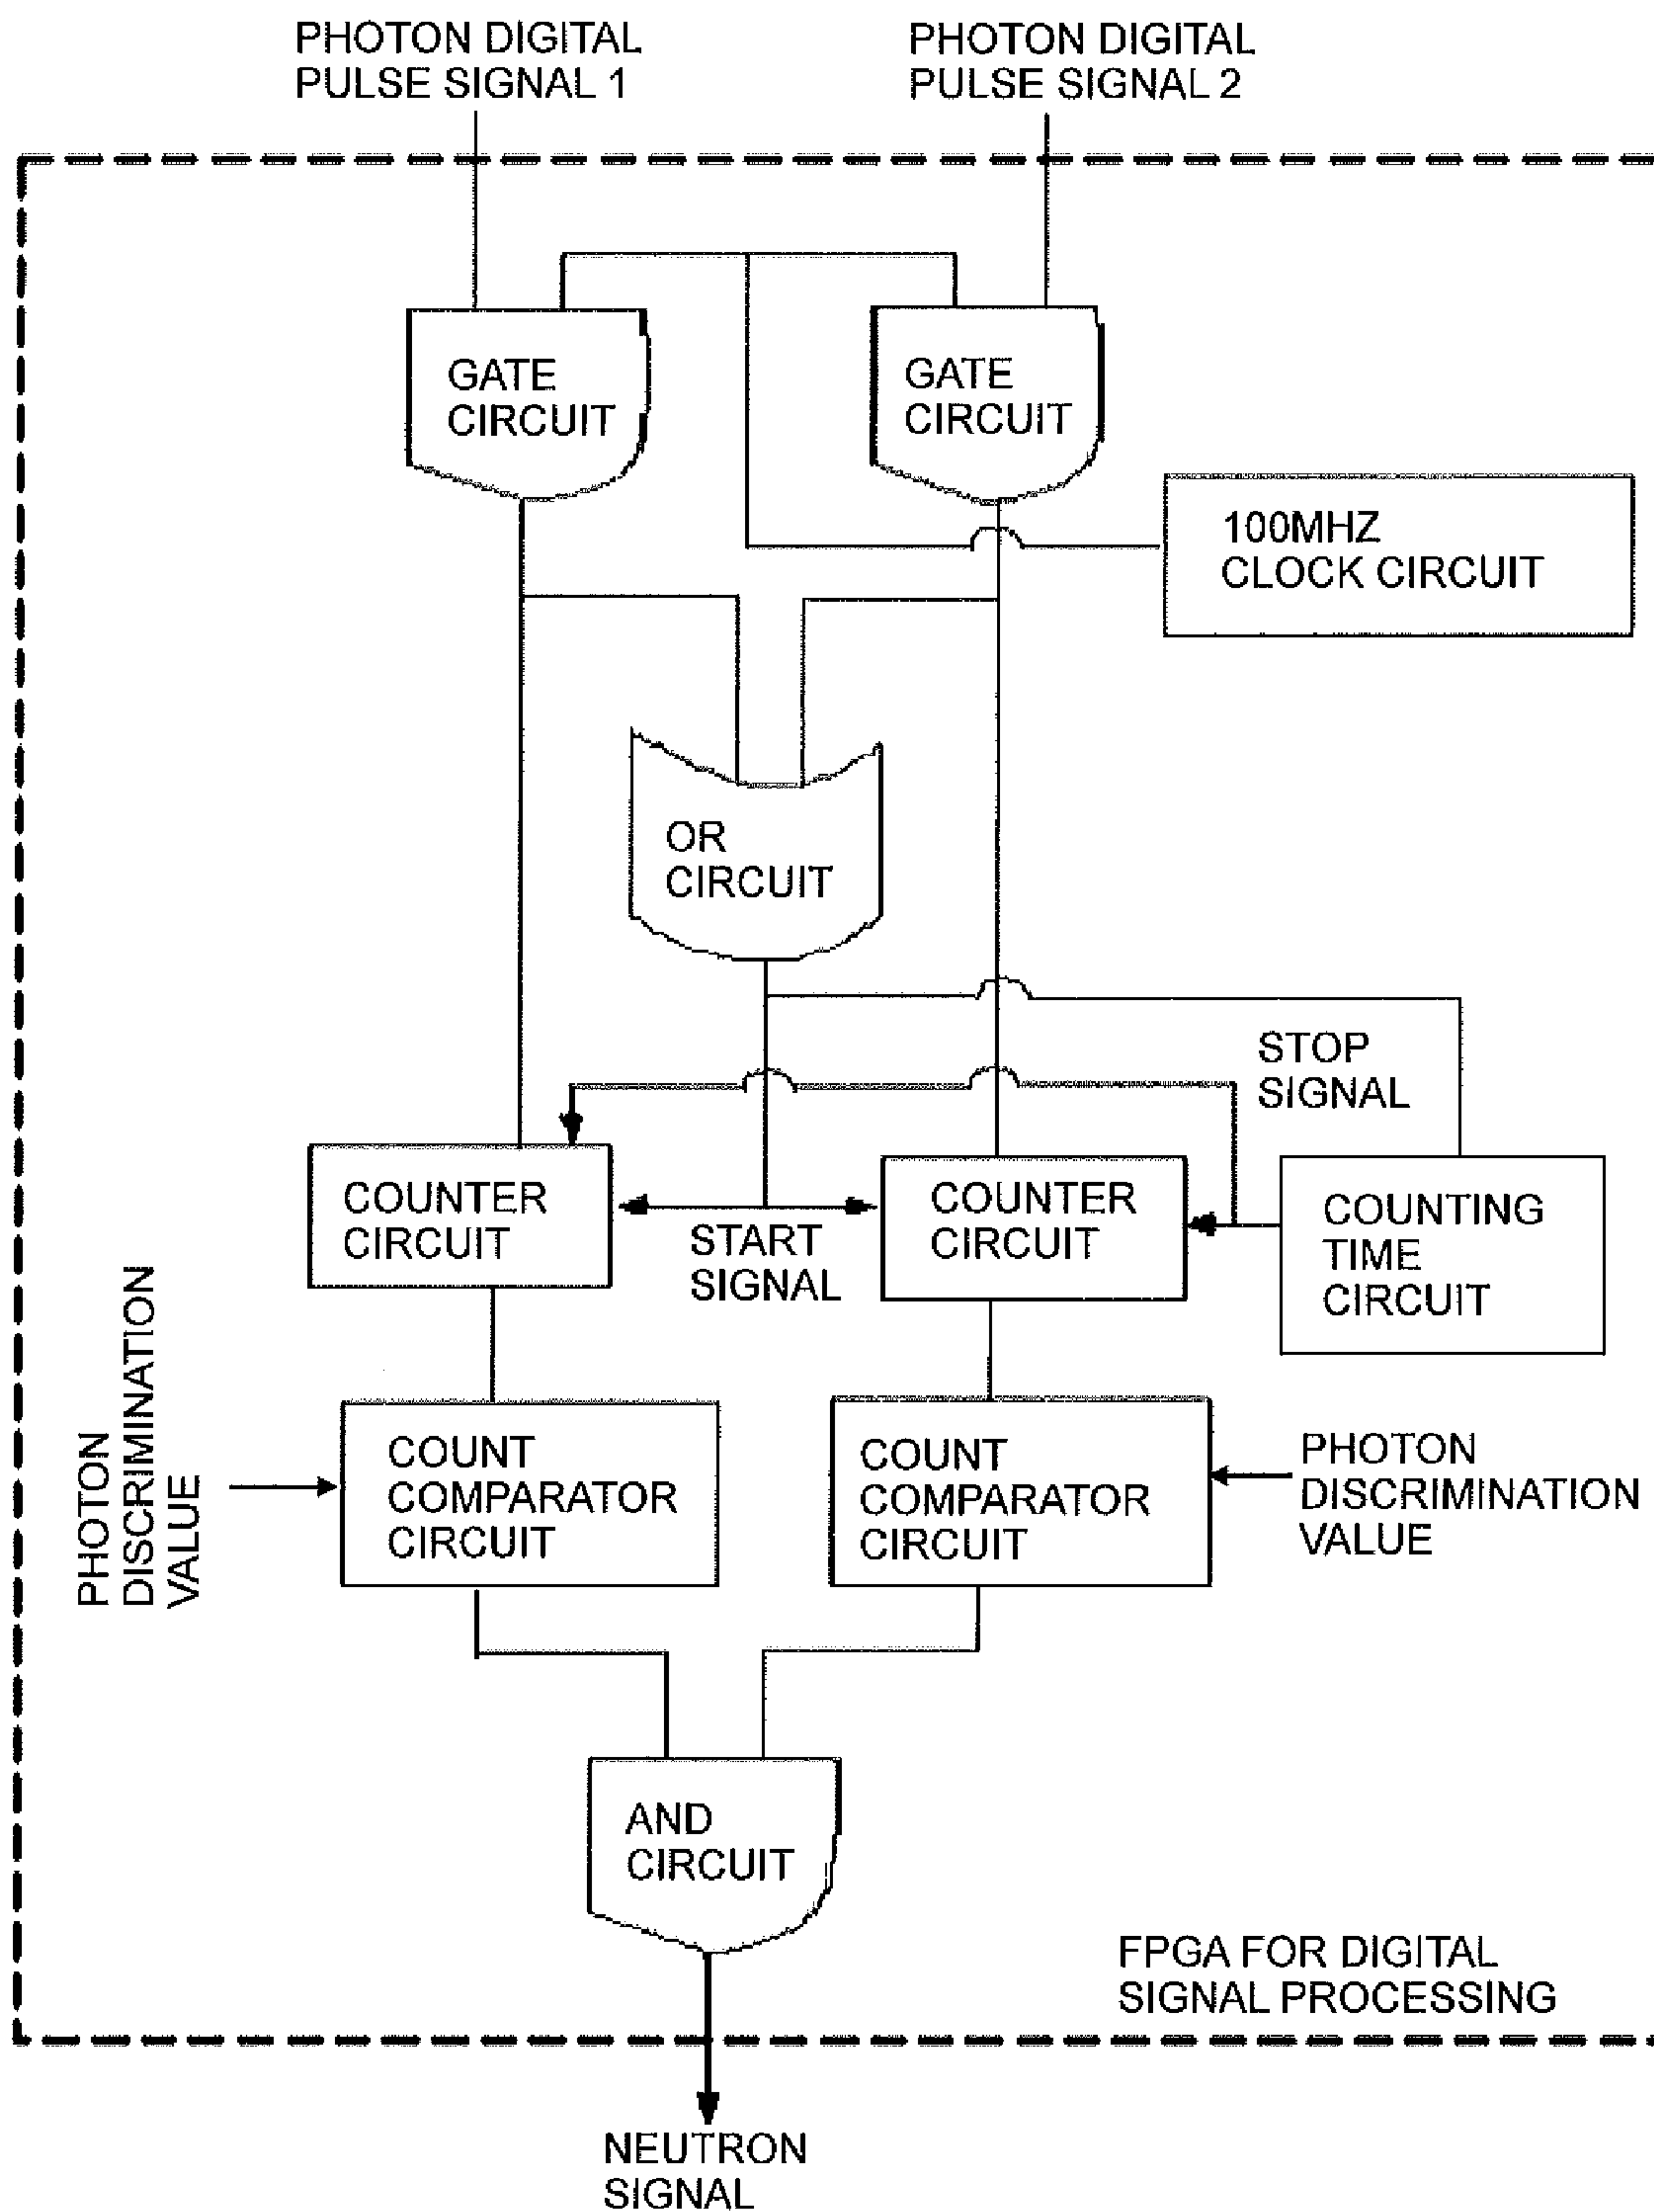 PHOTON DIGITAL
PULSE SIGNAL 1
PHOTON DIGITAL
PULSE SIGNAL 2
GATE
CIRCUIT
GATE
CIRCUIT
100MHZ
CLOCK CIRCUIT
OR
CIRCUIT
STOP
SIGNAL
COUNTER
CIRCUIT
START
SIGNAL
COUNTER
CIRCUIT
COUNTING
TIME
CIRCUIT
PHOTON
DISCRIMINATION
VALUE
COUNT
COMPARATOR
CIRCUIT
COUNT
COMPARATOR
CIRCUIT
PHOTON
DISCRIMINATION
VALUE
AND
CIRCUIT
FPGA FOR DIGITAL
SIGNAL PROCESSING
NEUTRON
SIGNAL